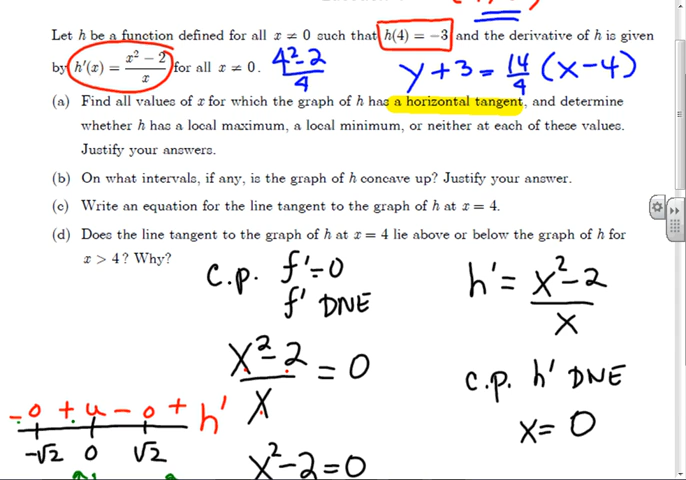 Let h be a function defined for all x ≠ 0 such that h(4) = −3 and the derivative of h is given
by h′(x) = (x² − 2)/x for all x ≠ 0. (4² − 2)/4
y + 3 = 14/4 (x − 4)
(a) Find all values of x for which the graph of h has a horizontal tangent, and determine
whether h has a local maximum, a local minimum, or neither at each of these values.
Justify your answers.
(b) On what intervals, if any, is the graph of h concave up? Justify your answer.
(c) Write an equation for the line tangent to the graph of h at x = 4.
(d) Does the line tangent to the graph of h at x = 4 lie above or below the graph of h for
x > 4? Why?
c.p. f′ = 0
f′ DNE
(x² − 2)/x = 0
x² − 2 = 0
h′ = (x² − 2)/x
c.p. h′ DNE
x = 0
− 0 + u − 0 + h′
−√2 0 √2